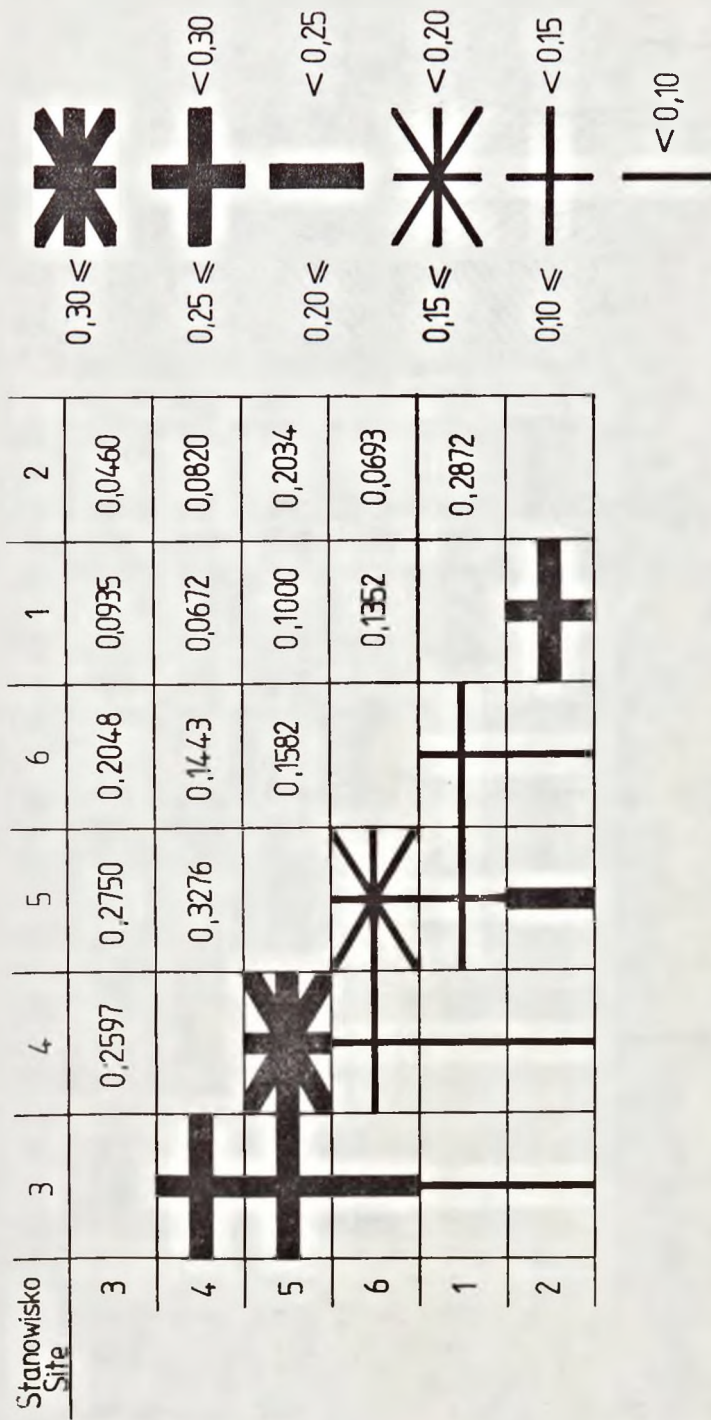 Stanowisko
Site 3 4 5 6 1 2
3 0,2597 0,2750 0,2048 0,0935 0,0460
4 0,3276 0,1443 0,0672 0,0820
5 0,1582 0,1000 0,2034
6 0,1352 0,0693
1 0,2872
2
0,30 ≤
0,25 ≤ < 0,30
0,20 ≤ < 0,25
0,15 ≤ < 0,20
0,10 ≤ < 0,15
< 0,10